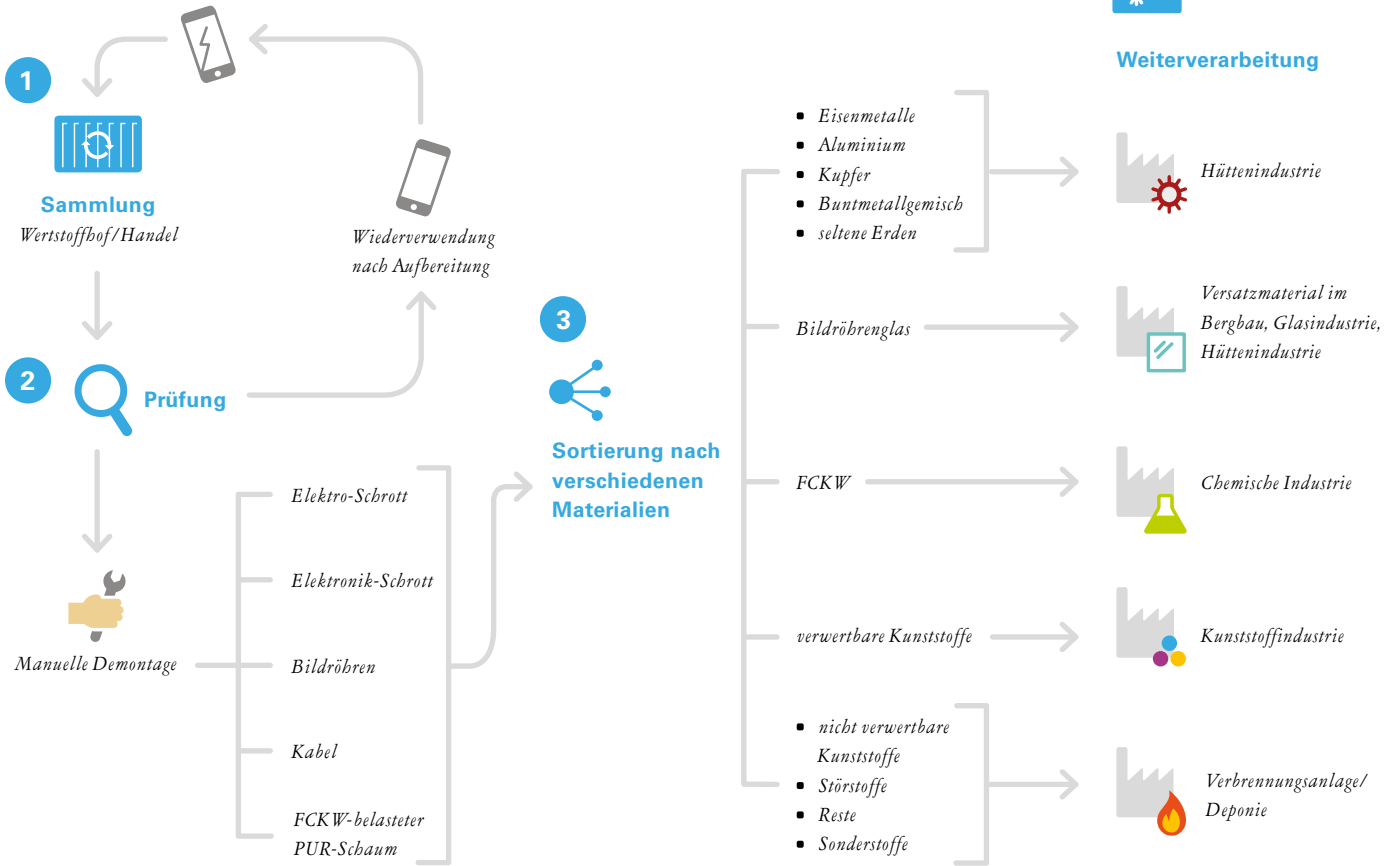 1
Sammlung
Wertstoffhof/Handel
Wiederverwendung
nach Aufbereitung
2
Prüfung
Manuelle Demontage
Elektro-Schrott
Elektronik-Schrott
Bildröhren
Kabel
FCKW-belasteter
PUR-Schaum
3
Sortierung nach
verschiedenen
Materialien
▪ Eisenmetalle
▪ Aluminium
▪ Kupfer
▪ Buntmetallgemisch
▪ seltene Erden
Bildröhrenglas
FCKW
verwertbare Kunststoffe
▪ nicht verwertbare
Kunststoffe
▪ Störstoffe
▪ Reste
▪ Sonderstoffe
Weiterverarbeitung
Hüttenindustrie
Versatzmaterial im
Bergbau, Glasindustrie,
Hüttenindustrie
Chemische Industrie
Kunststoffindustrie
Verbrennungsanlage/
Deponie